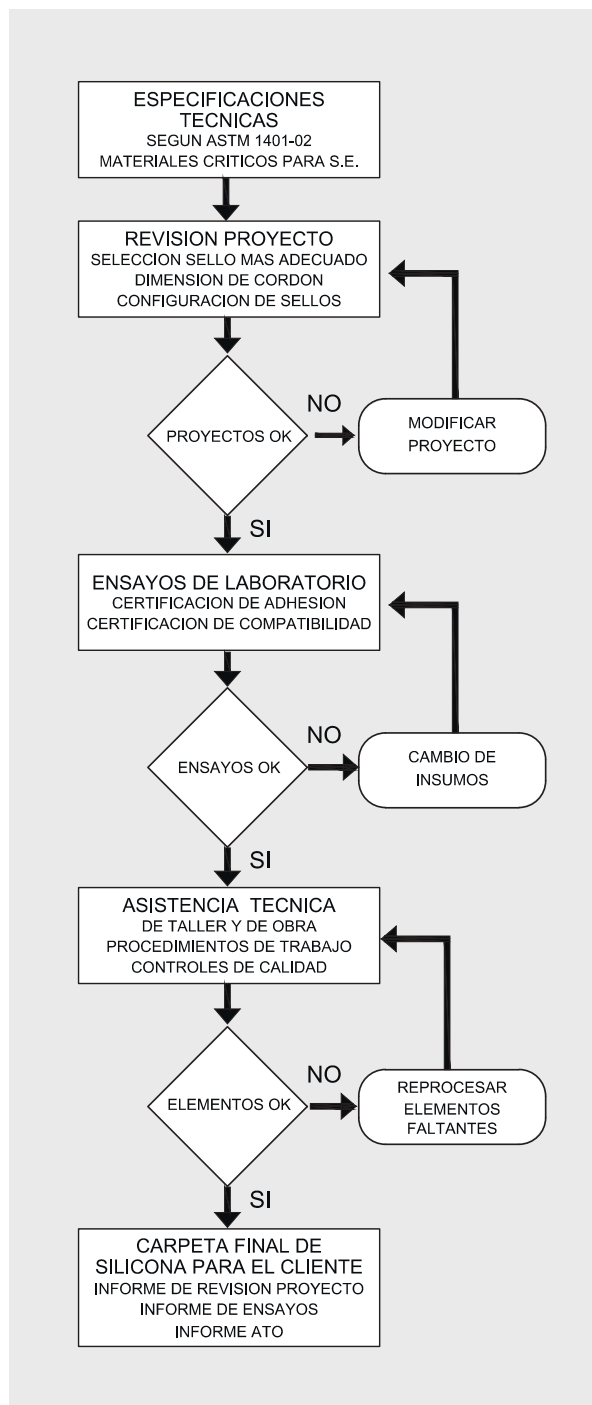 ESPECIFICACIONES
TECNICAS
SEGUN ASTM 1401-02
MATERIALES CRITICOS PARA S.E.
REVISION PROYECTO
SELECCION SELLO MAS ADECUADO
DIMENSION DE CORDON
CONFIGURACION DE SELLOS
PROYECTOS OK
NO
MODIFICAR
PROYECTO
SI
ENSAYOS DE LABORATORIO
CERTIFICACION DE ADHESION
CERTIFICACION DE COMPATIBILIDAD
ENSAYOS OK
NO
CAMBIO DE
INSUMOS
SI
ASISTENCIA TECNICA
DE TALLER Y DE OBRA
PROCEDIMIENTOS DE TRABAJO
CONTROLES DE CALIDAD
ELEMENTOS OK
NO
REPROCESAR
ELEMENTOS
FALTANTES
SI
CARPETA FINAL DE
SILICONA PARA EL CLIENTE
INFORME DE REVISION PROYECTO
INFORME DE ENSAYOS
INFORME ATO